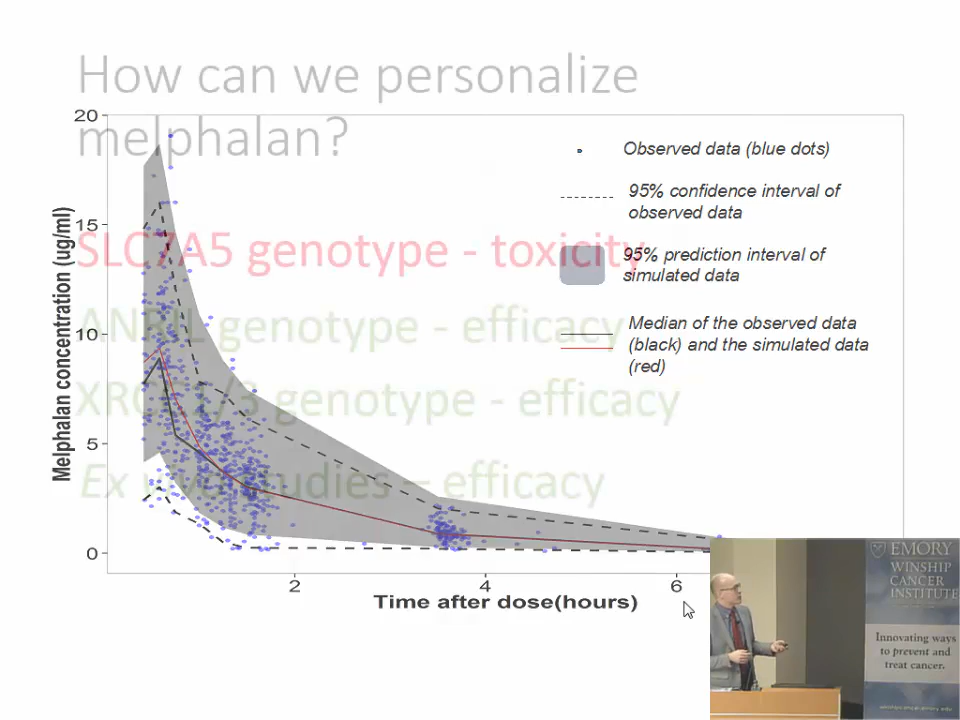 How can we personalize
melphalan?
SLC7A5 genotype - toxicity
ANRIL genotype - efficacy
genotype - efficacy
Ex vivo studies – efficacy
Melphalan concentration (ug/ml)
20
15
10
5
0
2
4
6
Time after dose(hours)
Observed data (blue dots)
95% confidence interval of
observed data
95% prediction interval of
simulated data
Median of the observed data
(black) and the simulated data
(red)
EMORY
WINSHIP
CANCER
INSTITUTE
Innovating ways
to prevent and
treat cancer.